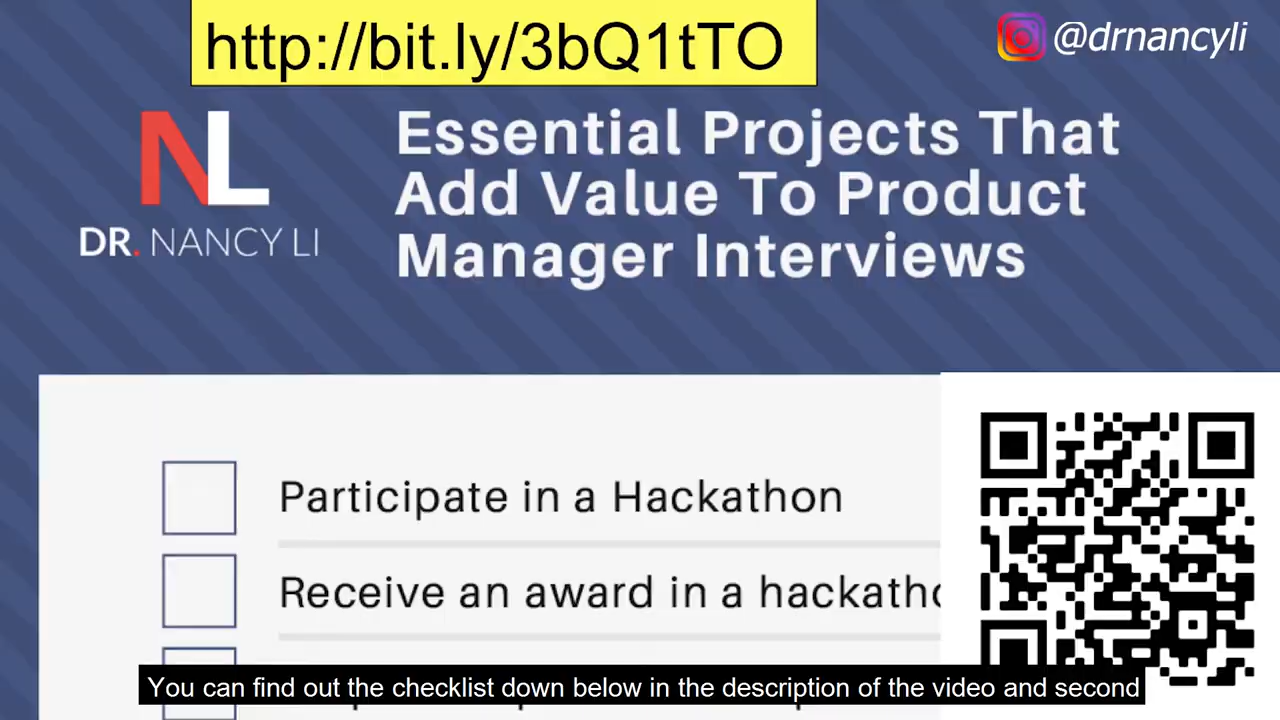 http://bit.ly/3bQ1tTO
@drnancyli
NL
DR. NANCY LI
Essential Projects That
Add Value To Product
Manager Interviews
Participate in a Hackathon
Receive an award in a hackatho
You can find out the checklist down below in the description of the video and second